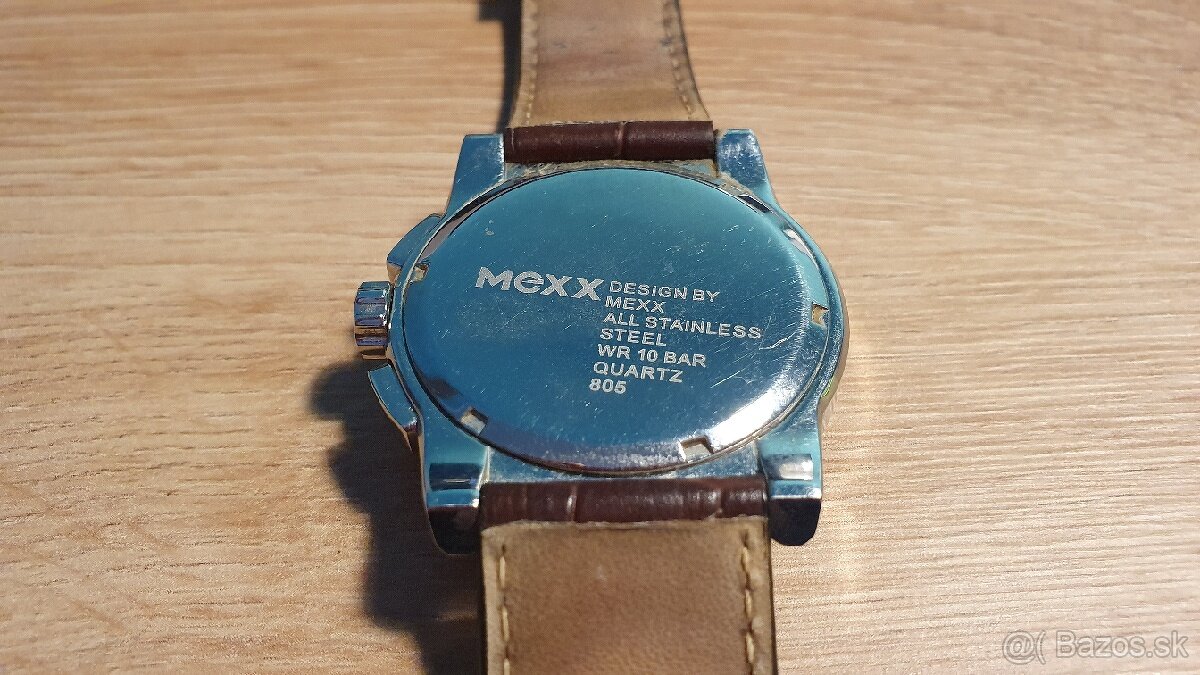 mexx DESIGN BY
MEXX
ALL STAINLESS
STEEL
WR 10 BAR
QUARTZ
805
@( Bazos.sk